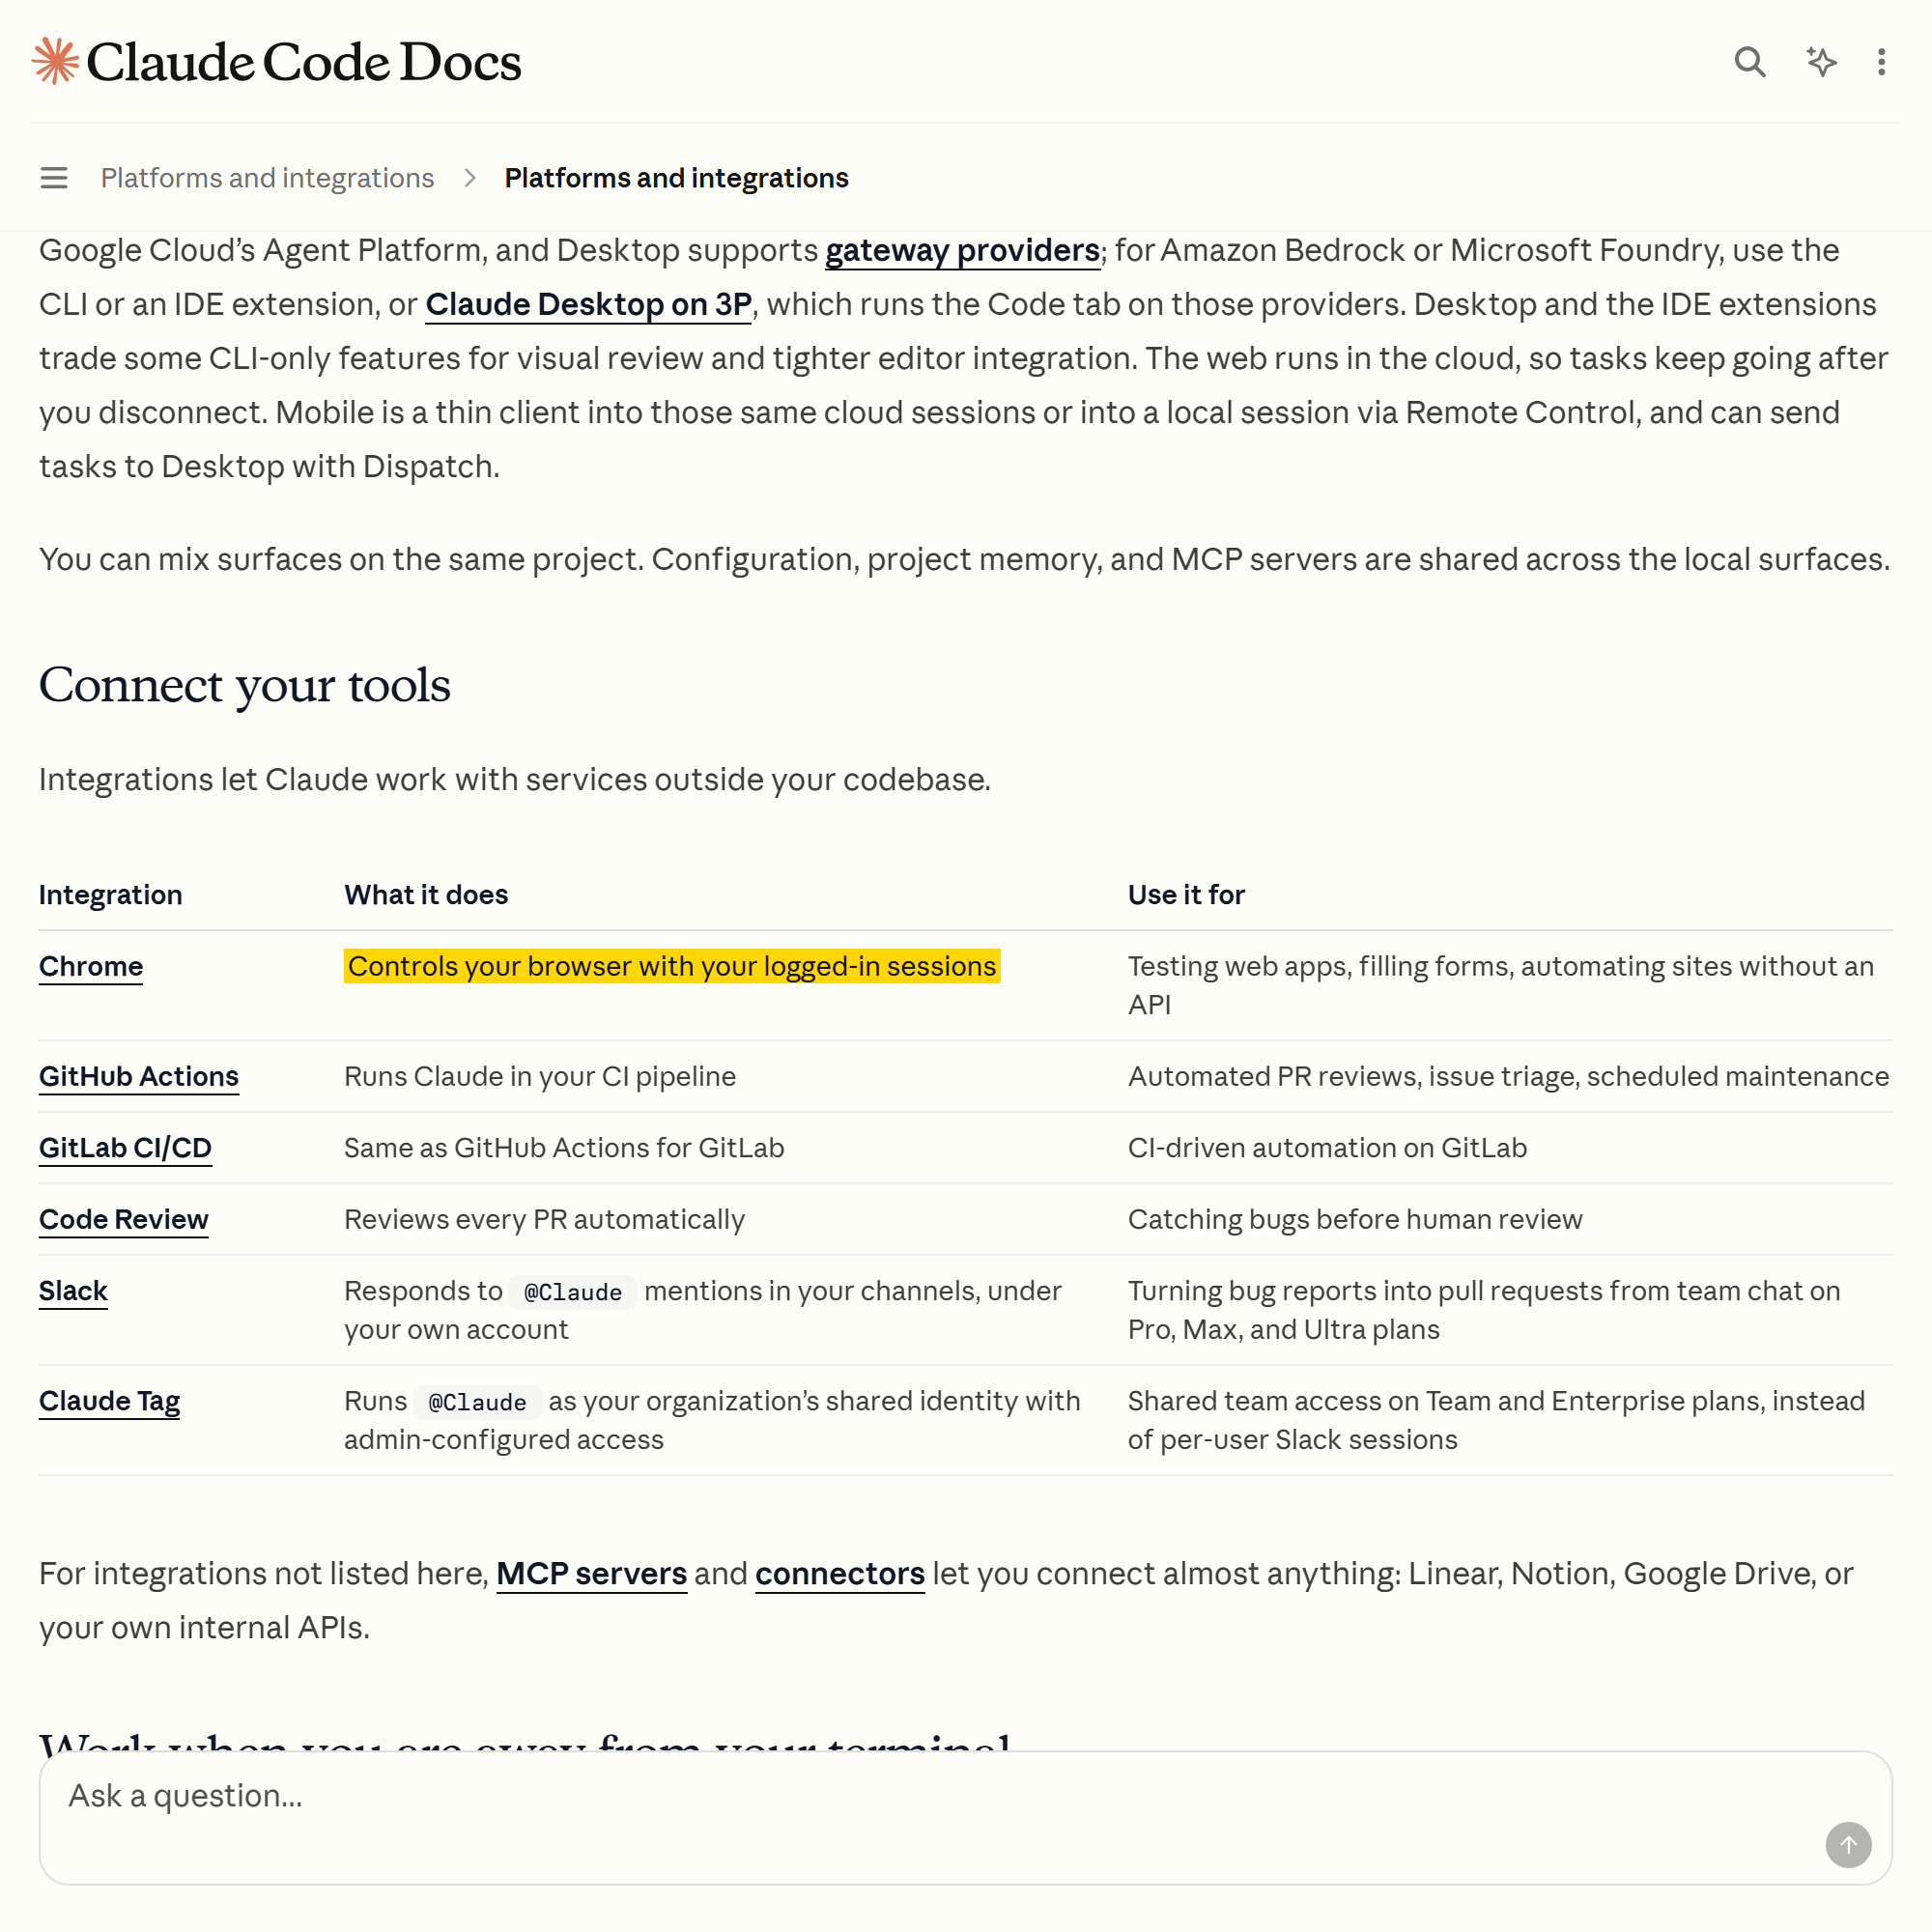 Claude Code Docs
Platforms and integrations > Platforms and integrations
Google Cloud’s Agent Platform, and Desktop supports gateway providers; for Amazon Bedrock or Microsoft Foundry, use the
CLI or an IDE extension, or Claude Desktop on 3P, which runs the Code tab on those providers. Desktop and the IDE extensions
trade some CLI-only features for visual review and tighter editor integration. The web runs in the cloud, so tasks keep going after
you disconnect. Mobile is a thin client into those same cloud sessions or into a local session via Remote Control, and can send
tasks to Desktop with Dispatch.
You can mix surfaces on the same project. Configuration, project memory, and MCP servers are shared across the local surfaces.
Connect your tools
Integrations let Claude work with services outside your codebase.
Integration What it does Use it for
Chrome Controls your browser with your logged-in sessions Testing web apps, filling forms, automating sites without an
API
GitHub Actions Runs Claude in your CI pipeline Automated PR reviews, issue triage, scheduled maintenance
GitLab CI/CD Same as GitHub Actions for GitLab CI-driven automation on GitLab
Code Review Reviews every PR automatically Catching bugs before human review
Slack Responds to @Claude mentions in your channels, under Turning bug reports into pull requests from team chat on
your own account Pro, Max, and Ultra plans
Claude Tag Runs @Claude as your organization’s shared identity with Shared team access on Team and Enterprise plans, instead
admin-configured access of per-user Slack sessions
For integrations not listed here, MCP servers and connectors let you connect almost anything: Linear, Notion, Google Drive, or
your own internal APIs.
Work when you are away from your terminal
Ask a question...